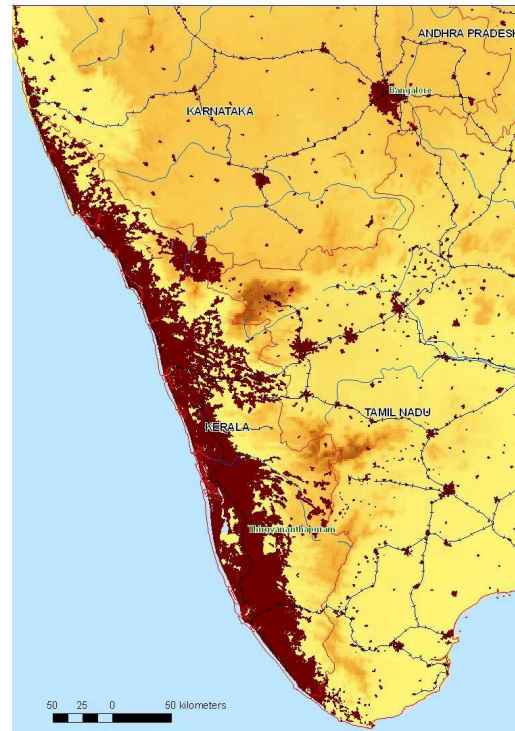 ANDHRA PRADESH
Bangalore
KARNATAKA
TAMIL NADU
KERALA
Thiruvananthapuram
50 25 0 50 kilometers